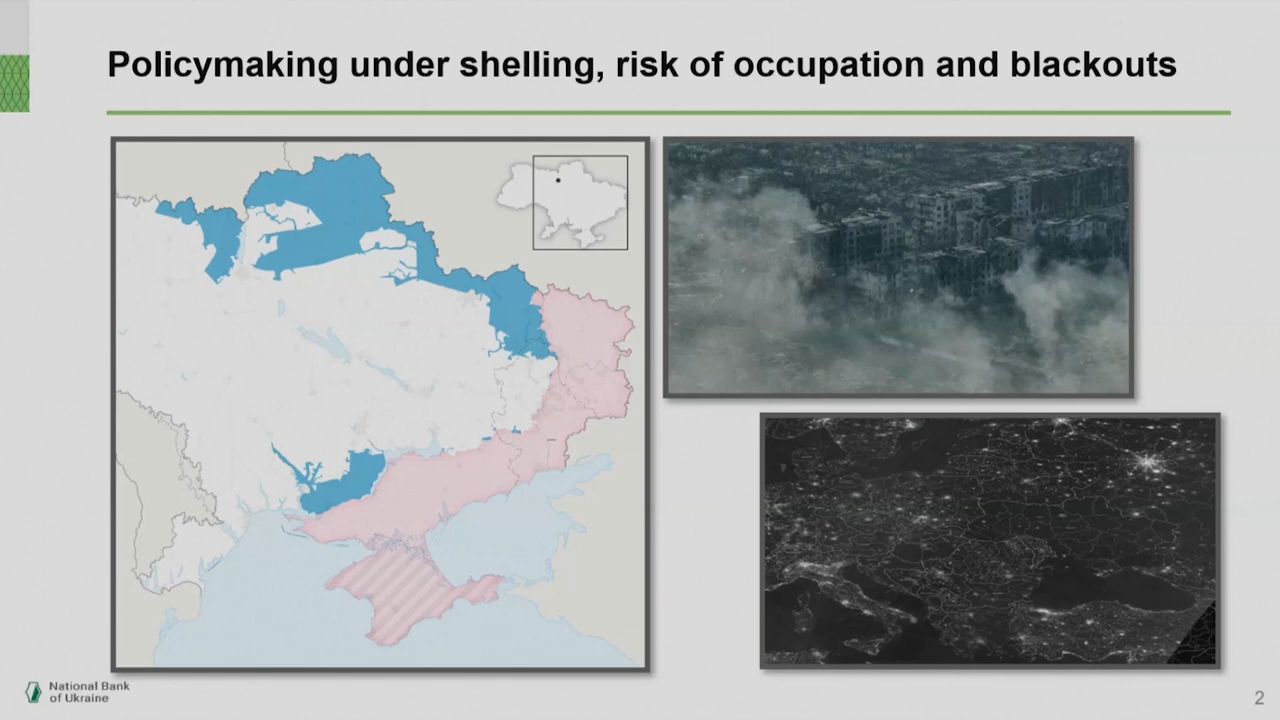 Policymaking under shelling, risk of occupation and blackouts
National Bank
of Ukraine
2